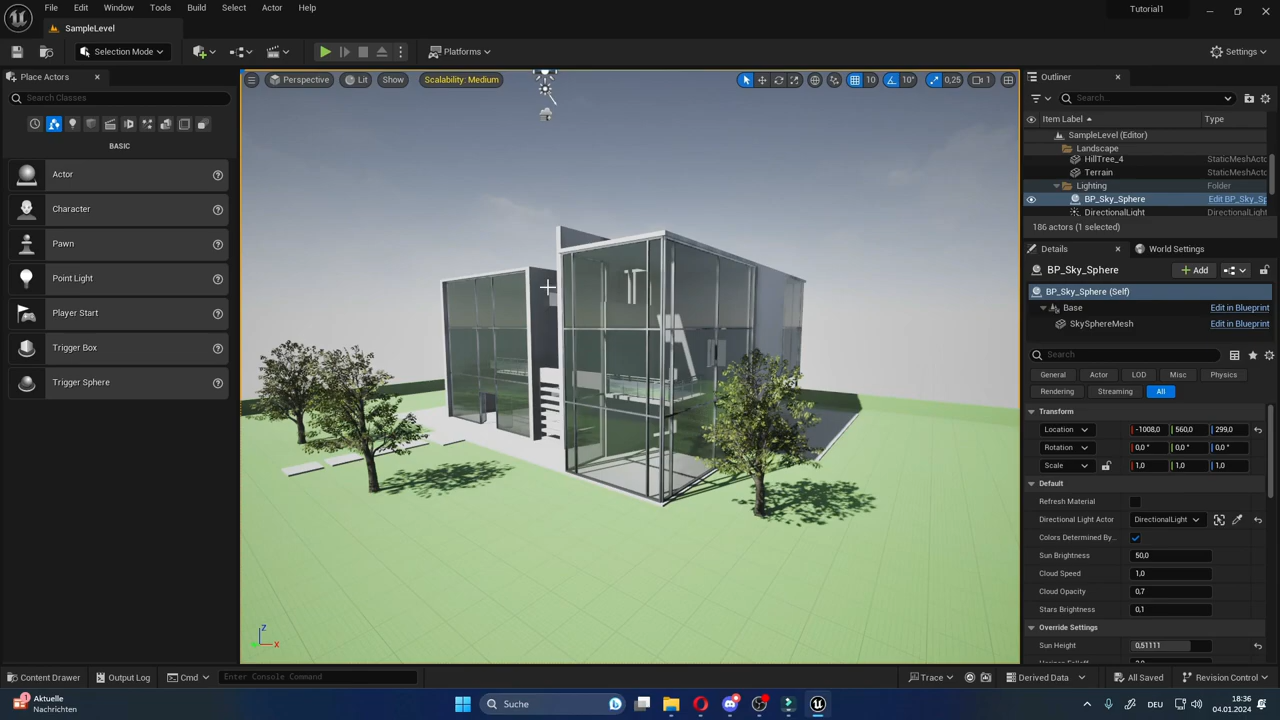 File Edit Window Tools Build Select Actor Help
Tutorial1
SampleLevel
Selection Mode
Platforms
Settings
Place Actors
Perspective Lit Show Scalability: Medium
10 10° 0,25 1
Outliner
Search Classes
Search...
Item Label Type
BASIC
SampleLevel (Editor)
Landscape
HillTree_4 StaticMeshActo
Terrain StaticMeshActo
Lighting Folder
BP_Sky_Sphere Edit BP_Sky_Sp
DirectionalLight DirectionalLight
186 actors (1 selected)
Actor
Character
Pawn
Point Light
Player Start
Trigger Box
Trigger Sphere
Details
World Settings
BP_Sky_Sphere
Add
BP_Sky_Sphere (Self)
Base Edit in Blueprint
SkySphereMesh Edit in Blueprint
Search
General Actor LOD Misc Physics
Rendering Streaming All
Transform
Location -1008,0 560,0 299,0
Rotation 0,0 ° 0,0 ° 0,0 °
Scale 1,0 1,0 1,0
Default
Refresh Material
Directional Light Actor DirectionalLight
Colors Determined By...
Sun Brightness 50,0
Cloud Speed 1,0
Cloud Opacity 0,7
Stars Brightness 0,1
Override Settings
Sun Height 0,51111
Z
X
Content Drawer Output Log Cmd Enter Console Command
Trace Derived Data All Saved Revision Control
Aktuelle
Nachrichten
1
Suche
DEU
18:36
04.01.2024